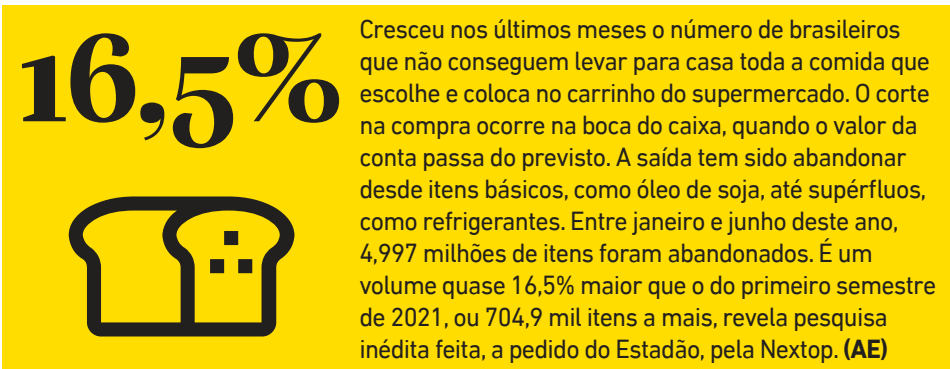 16,5%
Cresceu nos últimos meses o número de brasileiros
que não conseguem levar para casa toda a comida que
escolhe e coloca no carrinho do supermercado. O corte
na compra ocorre na boca do caixa, quando o valor da
conta passa do previsto. A saída tem sido abandonar
desde itens básicos, como óleo de soja, até supérfluos,
como refrigerantes. Entre janeiro e junho deste ano,
4,997 milhões de itens foram abandonados. É um
volume quase 16,5% maior que o do primeiro semestre
de 2021, ou 704,9 mil itens a mais, revela pesquisa
inédita feita, a pedido do Estadão, pela Nextop. (AE)